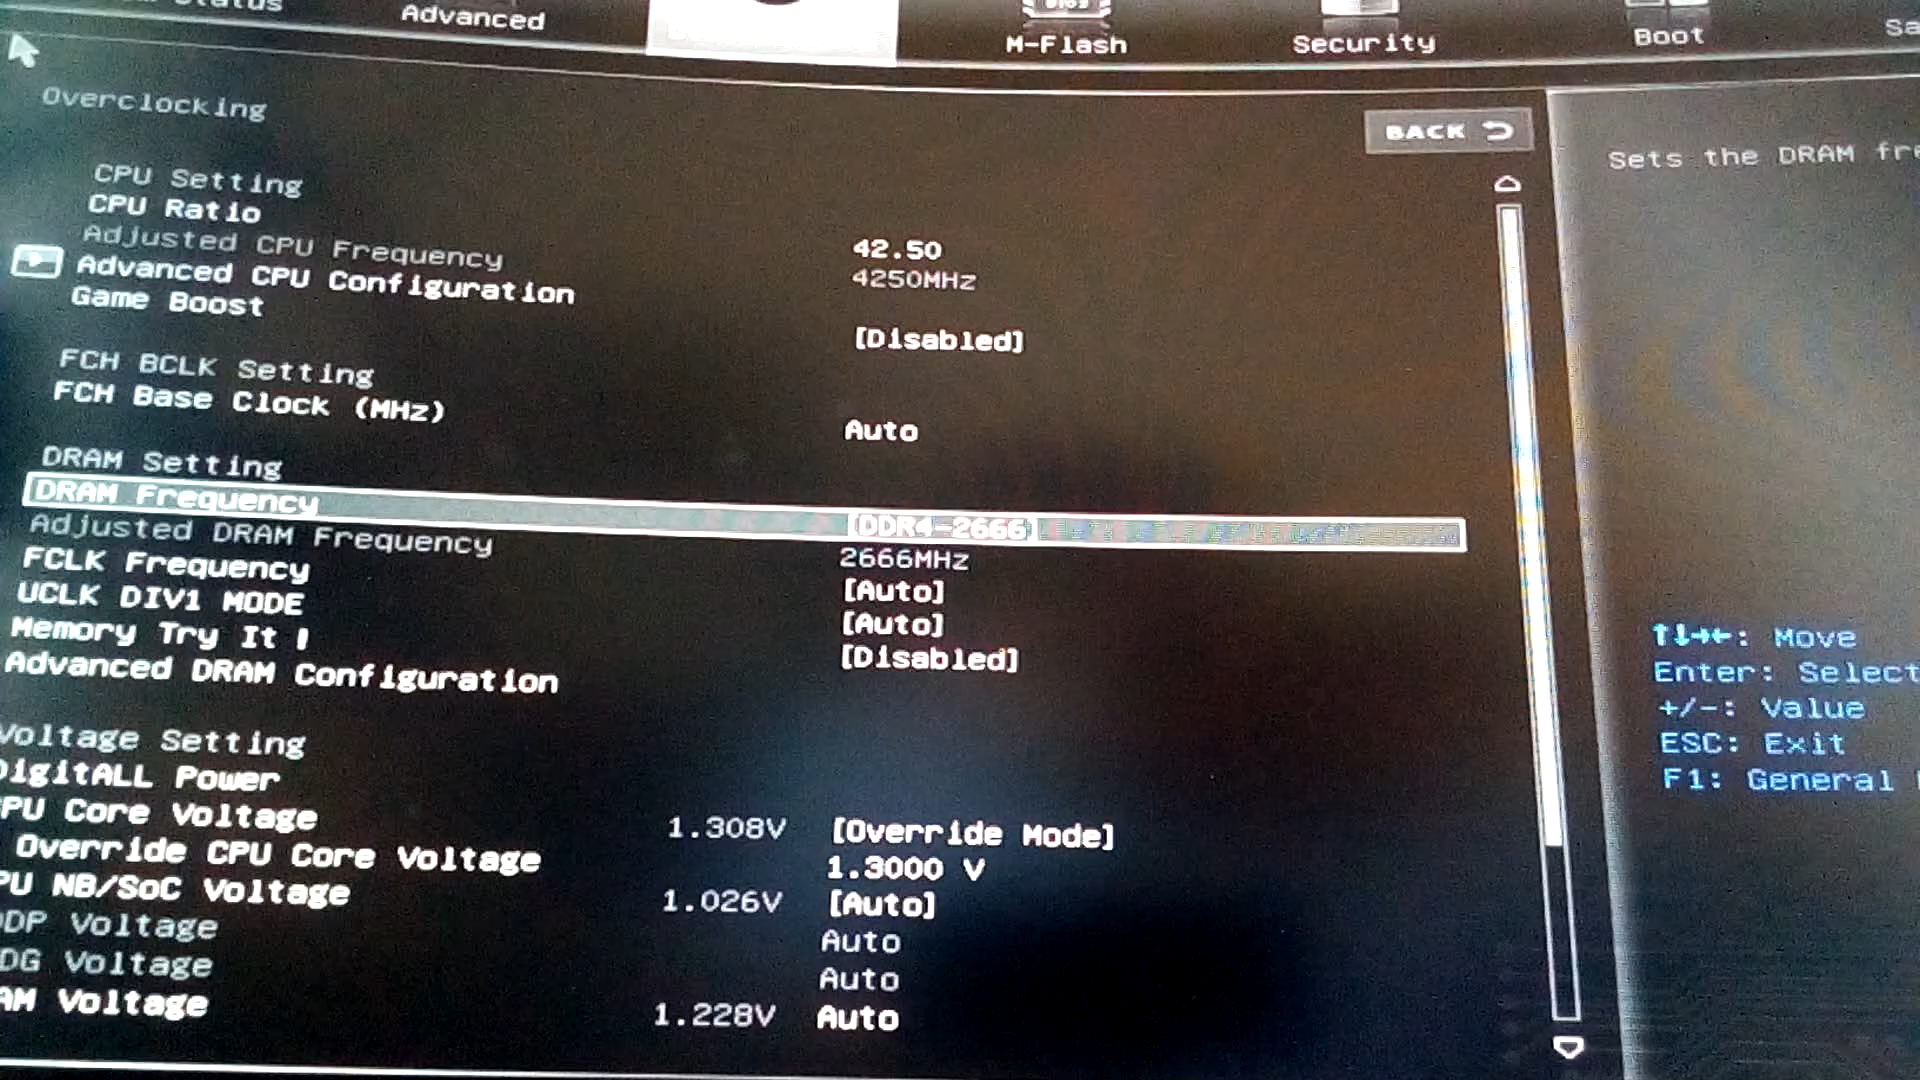 Status
Advanced
M-Flash
Security
Boot
Overclocking
BACK
CPU Setting
CPU Ratio 42.50
Adjusted CPU Frequency 4250MHz
Advanced CPU Configuration
Game Boost [Disabled]
FCH BCLK Setting
FCH Base Clock (MHz) Auto
DRAM Setting
DRAM Frequency [DDR4-2666]
Adjusted DRAM Frequency 2666MHz
FCLK Frequency [Auto]
UCLK DIV1 MODE [Auto]
Memory Try It ! [Disabled]
Advanced DRAM Configuration
Voltage Setting
DigitALL Power
PU Core Voltage 1.308V [Override Mode]
Override CPU Core Voltage 1.3000 V
PU NB/SoC Voltage 1.026V [Auto]
DDP Voltage Auto
DG Voltage Auto
AM Voltage 1.228V Auto
Sets the DRAM fre
↑↓→←: Move
Enter: Select
+/-: Value
ESC: Exit
F1: General